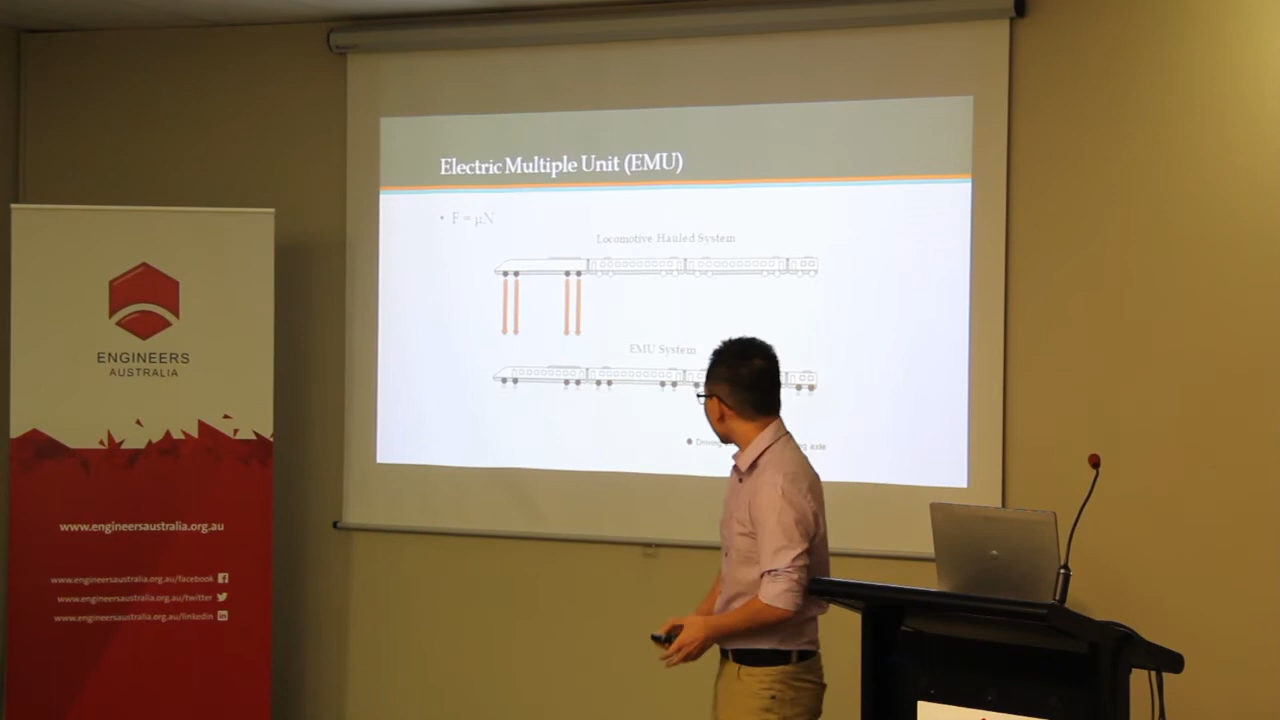 Electric Multiple Unit (EMU)
• F = μN
Locomotive Hauled System
EMU System
axle
ENGINEERS
AUSTRALIA
www.engineersaustralia.org.au
www.engineersaustralia.org.au/facebook
www.engineersaustralia.org.au/twitter
www.engineersaustralia.org.au/linkedin